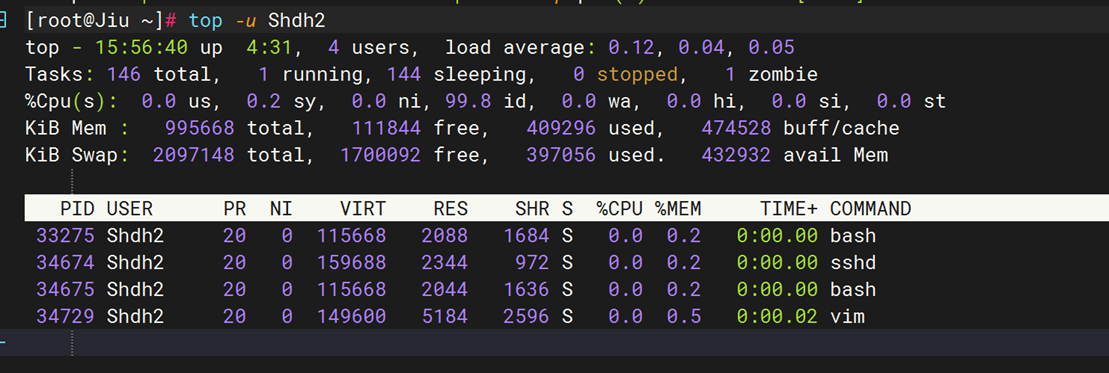 [root@Jiu ~]# top -u Shdh2
top - 15:56:40 up  4:31,  4 users,  load average: 0.12, 0.04, 0.05
Tasks: 146 total,   1 running, 144 sleeping,   0 stopped,   1 zombie
%Cpu(s):  0.0 us,  0.2 sy,  0.0 ni, 99.8 id,  0.0 wa,  0.0 hi,  0.0 si,  0.0 st
KiB Mem :   995668 total,   111844 free,   409296 used,   474528 buff/cache
KiB Swap:  2097148 total,  1700092 free,   397056 used.   432932 avail Mem
PID USER      PR  NI    VIRT    RES    SHR S  %CPU %MEM     TIME+ COMMAND
33275 Shdh2     20   0  115668   2088   1684 S   0.0  0.2   0:00.00 bash
34674 Shdh2     20   0  159688   2344    972 S   0.0  0.2   0:00.00 sshd
34675 Shdh2     20   0  115668   2044   1636 S   0.0  0.2   0:00.00 bash
34729 Shdh2     20   0  149600   5184   2596 S   0.0  0.5   0:00.02 vim